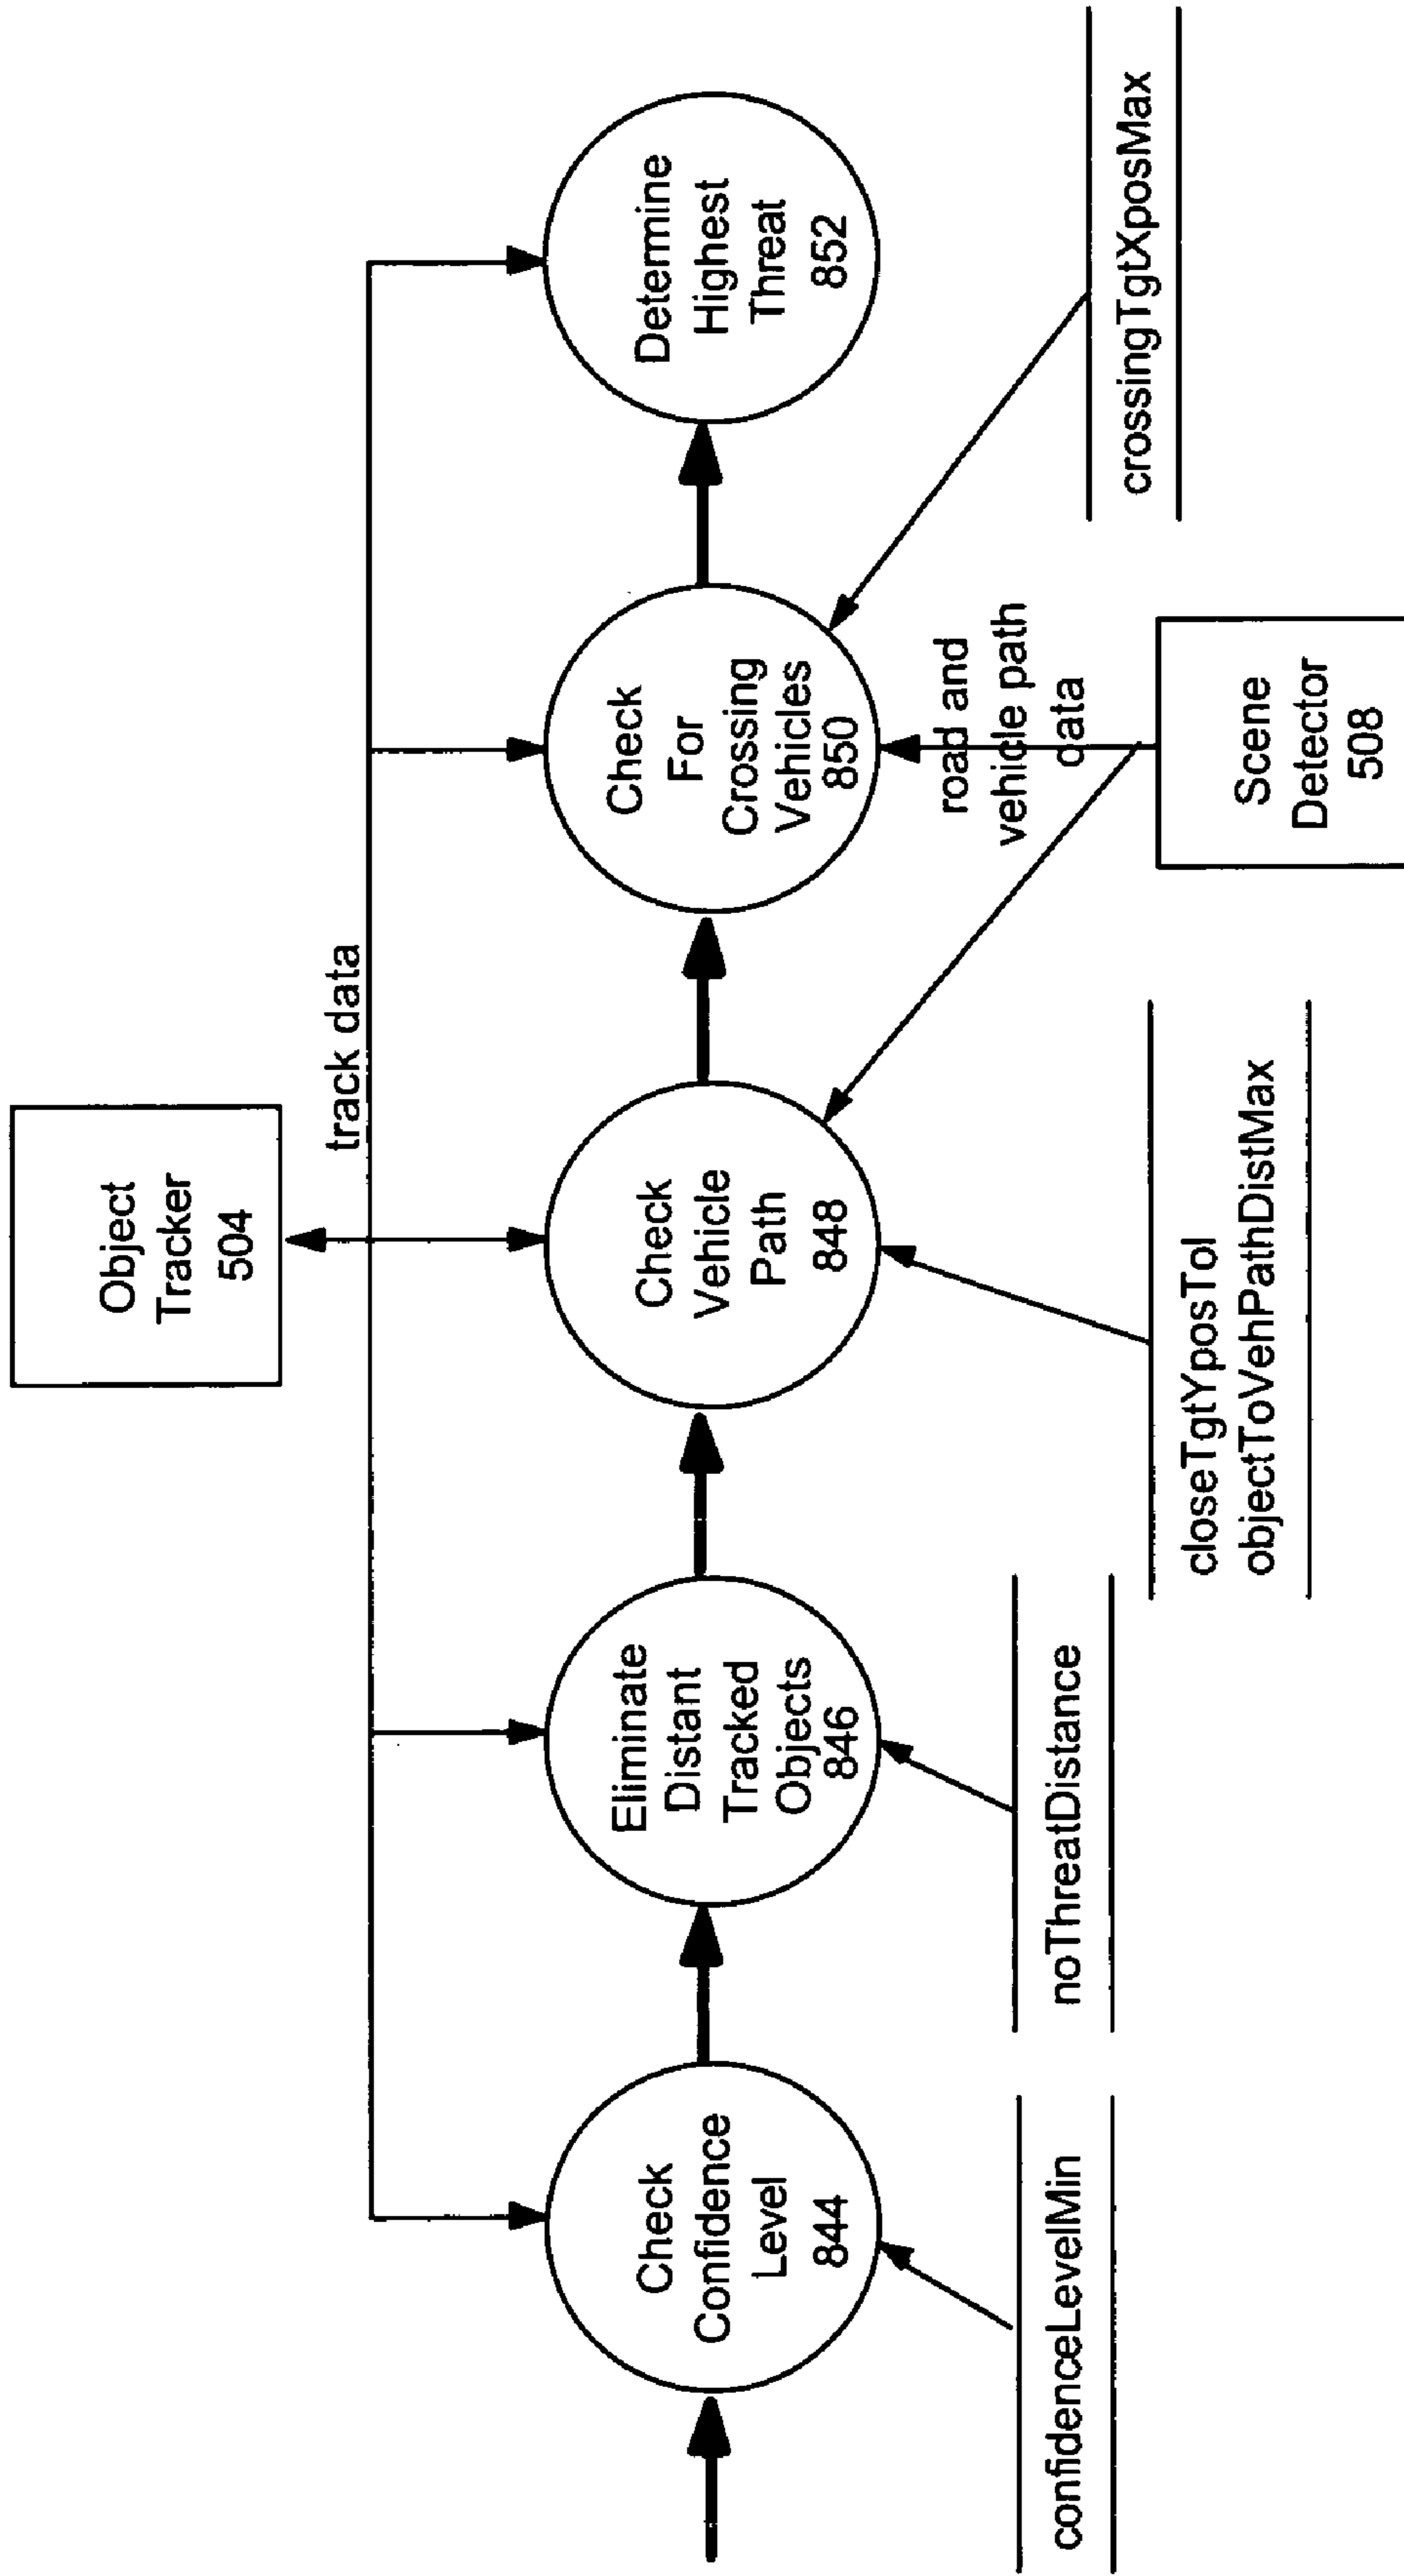 Object
Tracker
504
track data
Check
Confidence
Level
844
Eliminate
Distant
Tracked
Objects
846
Check
Vehicle
Path
848
Check
For
Crossing
Vehicles
850
Determine
Highest
Threat
852
confidenceLevelMin
noThreatDistance
closeTgtYposTol
objectToVehPathDistMax
road and
vehicle path
data
Scene
Detector
508
crossingTgtXposMax